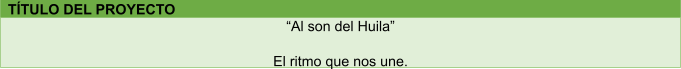 TÍTULO DEL PROYECTO
“Al son del Huila”
El ritmo que nos une.